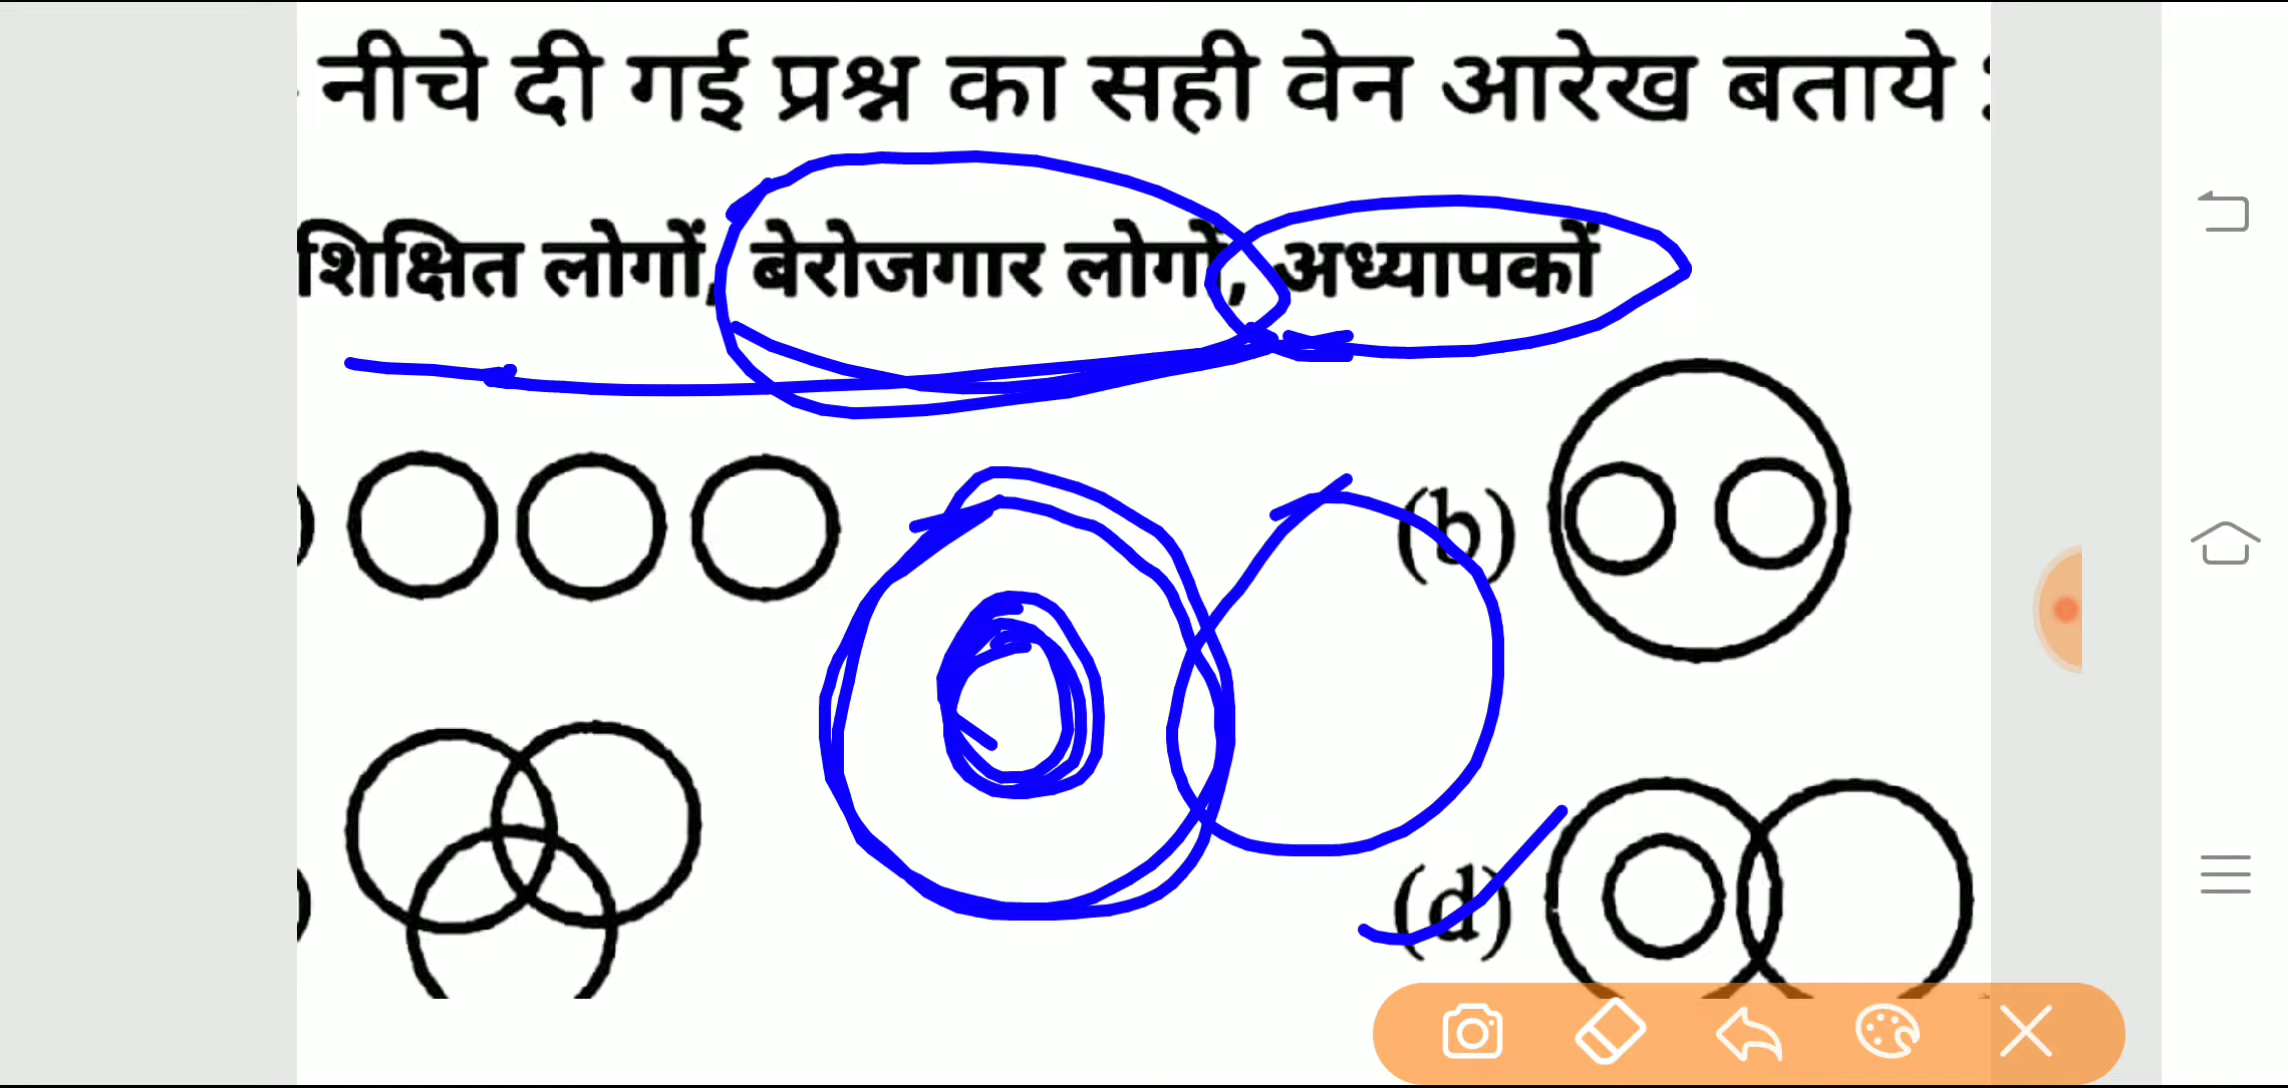 नीचे दी गई प्रश्न का सही वेन आरेख बताये :
शिक्षित लोगों, बेरोजगार लोगों, अध्यापकों
(b)
)
(d)
)